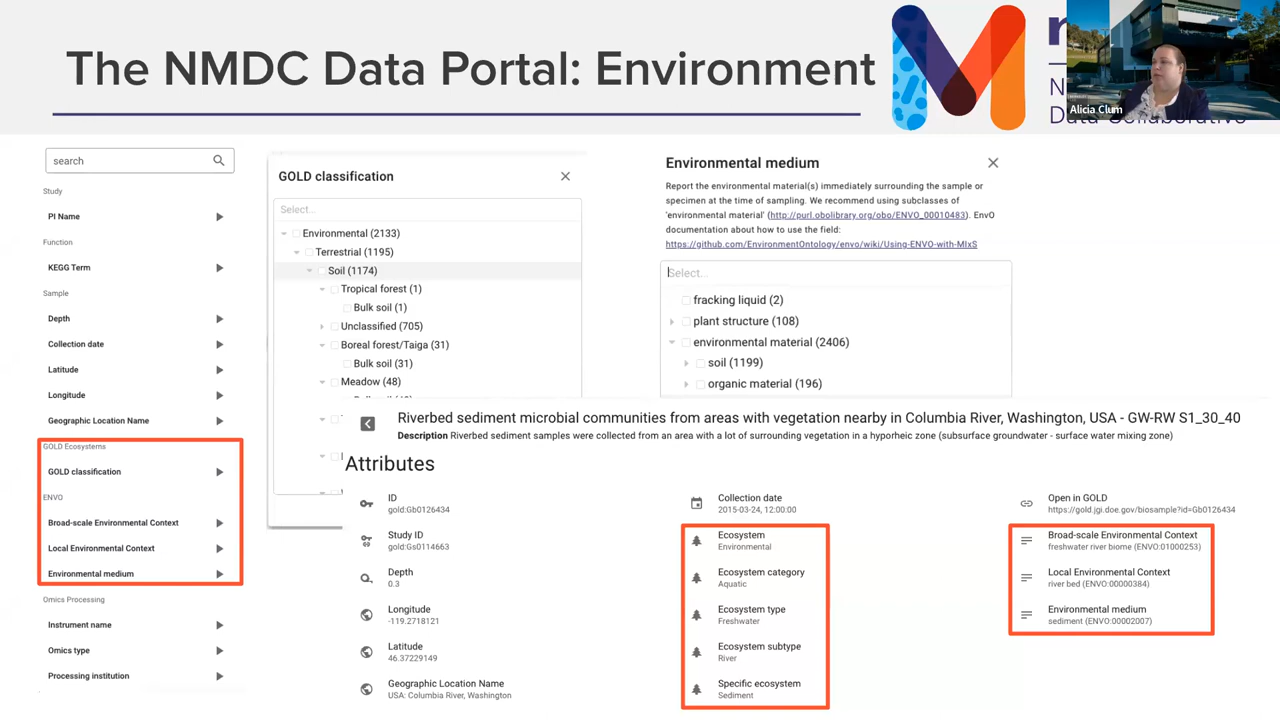 The NMDC Data Portal: Environment
Alicia Clum
search
Study
PI Name
Function
KEGG Term
Sample
Depth
Collection date
Latitude
Longitude
Geographic Location Name
GOLD Ecosystems
GOLD classification
ENVO
Broad-scale Environmental Context
Local Environmental Context
Environmental medium
Omics Processing
Instrument name
Omics type
Processing institution
GOLD classification
Select...
Environmental (2133)
Terrestrial (1195)
Soil (1174)
Tropical forest (1)
Bulk soil (1)
Unclassified (705)
Boreal forest/Taiga (31)
Bulk soil (31)
Meadow (48)
Environmental medium
Report the environmental material(s) immediately surrounding the sample or
specimen at the time of sampling. We recommend using subclasses of
'environmental material' (http://purl.obolibrary.org/obo/ENVO_00010483). EnvO
documentation about how to use the field:
https://github.com/EnvironmentOntology/envo/wiki/Using-ENVO-with-MIxS
Select...
fracking liquid (2)
plant structure (108)
environmental material (2406)
soil (1199)
organic material (196)
Riverbed sediment microbial communities from areas with vegetation nearby in Columbia River, Washington, USA - GW-RW S1_30_40
Description Riverbed sediment samples were collected from an area with a lot of surrounding vegetation in a hyporheic zone (subsurface groundwater - surface water mixing zone)
Attributes
ID
gold:Gb0126434
Study ID
gold:Gs0114663
Depth
0.3
Longitude
-119.2718121
Latitude
46.37229149
Geographic Location Name
USA: Columbia River, Washington
Collection date
2015-03-24, 12:00:00
Ecosystem
Environmental
Ecosystem category
Aquatic
Ecosystem type
Freshwater
Ecosystem subtype
River
Specific ecosystem
Sediment
Open in GOLD
https://gold.jgi.doe.gov/biosample?id=Gb0126434
Broad-scale Environmental Context
freshwater river biome (ENVO:01000253)
Local Environmental Context
river bed (ENVO:00000384)
Environmental medium
sediment (ENVO:00002007)